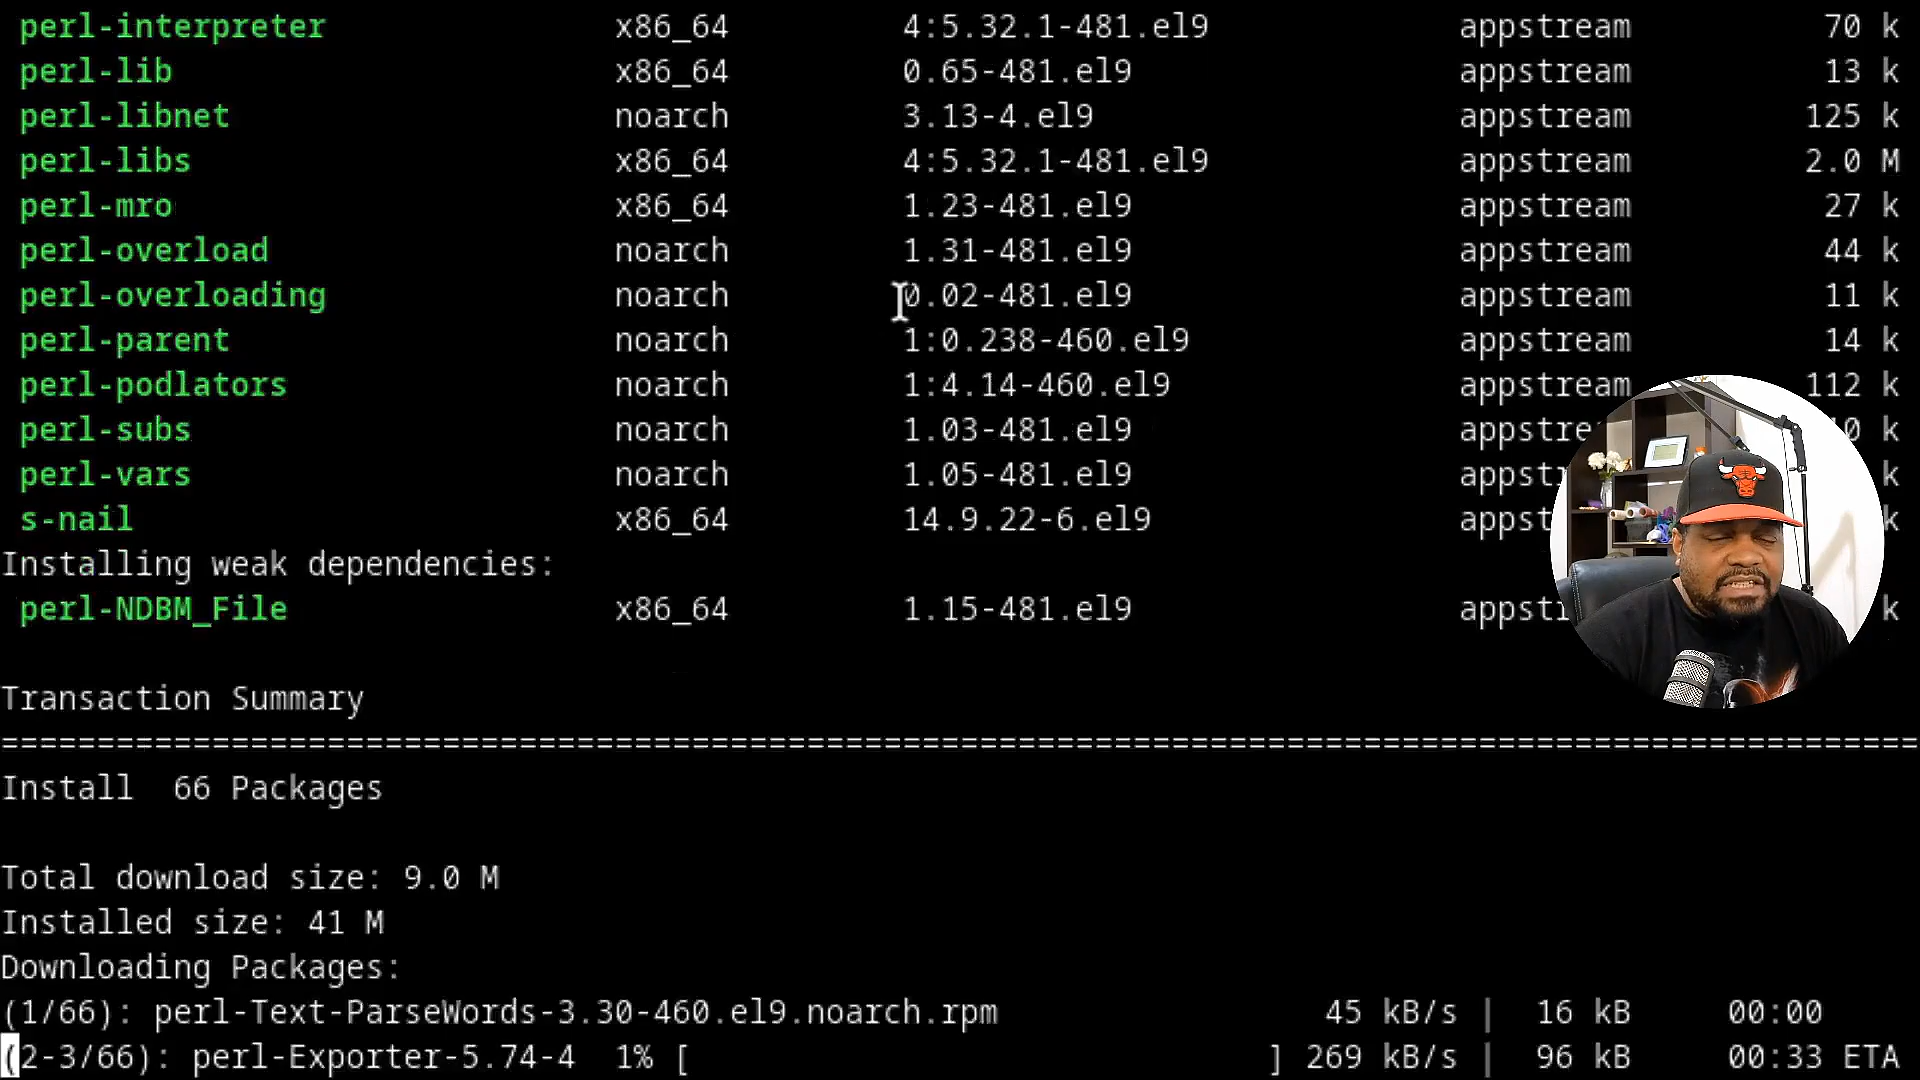 perl-interpreter x86_64 4:5.32.1-481.el9 appstream 70 k
perl-lib x86_64 0.65-481.el9 appstream 13 k
perl-libnet noarch 3.13-4.el9 appstream 125 k
perl-libs x86_64 4:5.32.1-481.el9 appstream 2.0 M
perl-mro x86_64 1.23-481.el9 appstream 27 k
perl-overload noarch 1.31-481.el9 appstream 44 k
perl-overloading noarch 0.02-481.el9 appstream 11 k
perl-parent noarch 1:0.238-460.el9 appstream 14 k
perl-podlators noarch 1:4.14-460.el9 appstream 112 k
perl-subs noarch 1.03-481.el9 k
perl-vars noarch 1.05-481.el9 k
s-nail x86_64 14.9.22-6.el9 k
Installing weak dependencies:
perl-NDBM_File x86_64 1.15-481.el9 k
Transaction Summary
================================================================================
Install 66 Packages
Total download size: 9.0 M
Installed size: 41 M
Downloading Packages:
(1/66): perl-Text-ParseWords-3.30-460.el9.noarch.rpm 45 kB/s | 16 kB 00:00
(2-3/66): perl-Exporter-5.74-4 1% [ ] 269 kB/s | 96 kB 00:33 ETA